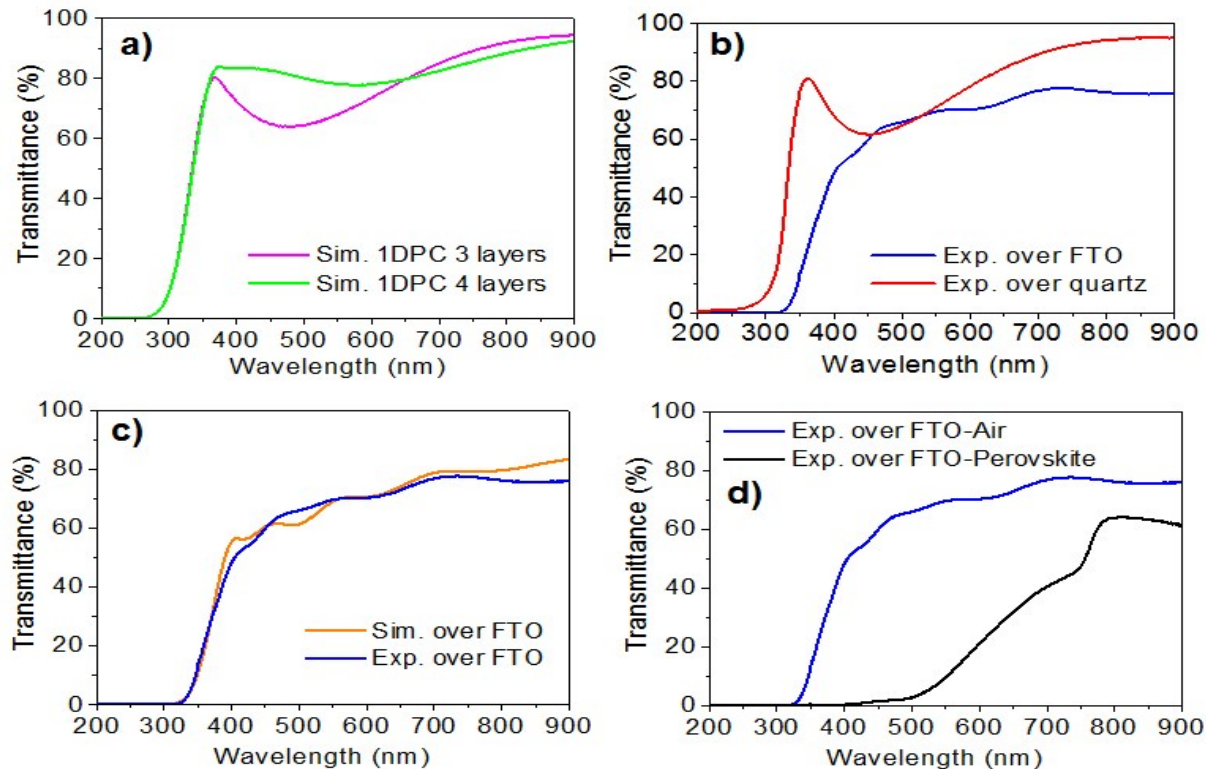 a)
Transmittance (%)
100
80
60
40
20
0
Sim. 1DPC 3 layers
Sim. 1DPC 4 layers
200 300 400 500 600 700 800 900
Wavelength (nm)
b)
Transmittance (%)
100
80
60
40
20
0
Exp. over FTO
Exp. over quartz
200 300 400 500 600 700 800 900
Wavelength (nm)
c)
Transmittance (%)
100
80
60
40
20
0
Sim. over FTO
Exp. over FTO
200 300 400 500 600 700 800 900
Wavelength (nm)
Transmittance (%)
100
80
60
40
20
0
Exp. over FTO-Air
Exp. over FTO-Perovskite
d)
200 300 400 500 600 700 800 900
Wavelength (nm)